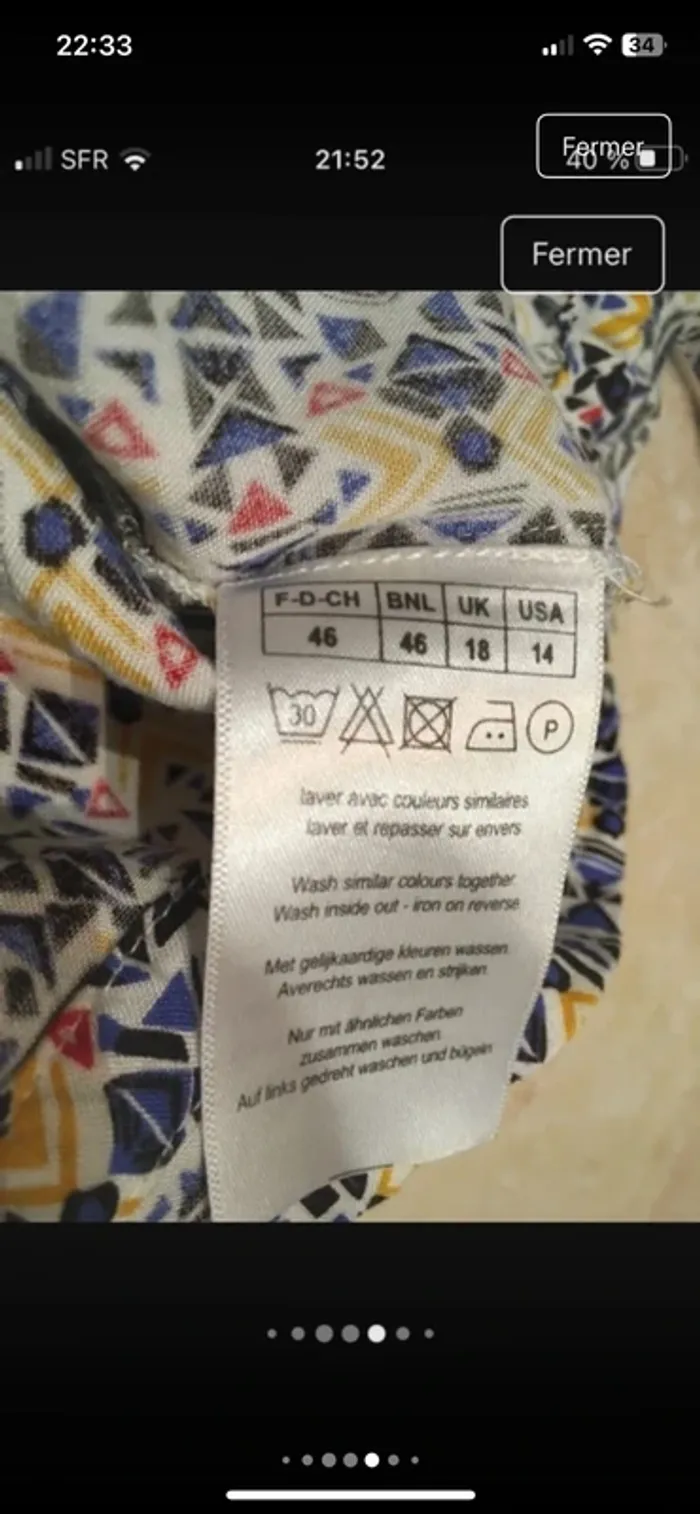 22:33
34
SFR
21:52
40 %
Fermer
Fermer
F-D-CH BNL UK USA
46 46 18 14
30
P
laver avec couleurs similaires
laver et repasser sur envers
Wash similar colours together
Wash inside out - iron on reverse
Met gelijkaardige kleuren wassen
Averechts wassen en strijken
Nur mit ähnlichen Farben
zusammen waschen
Auf links gedreht waschen und bügeln